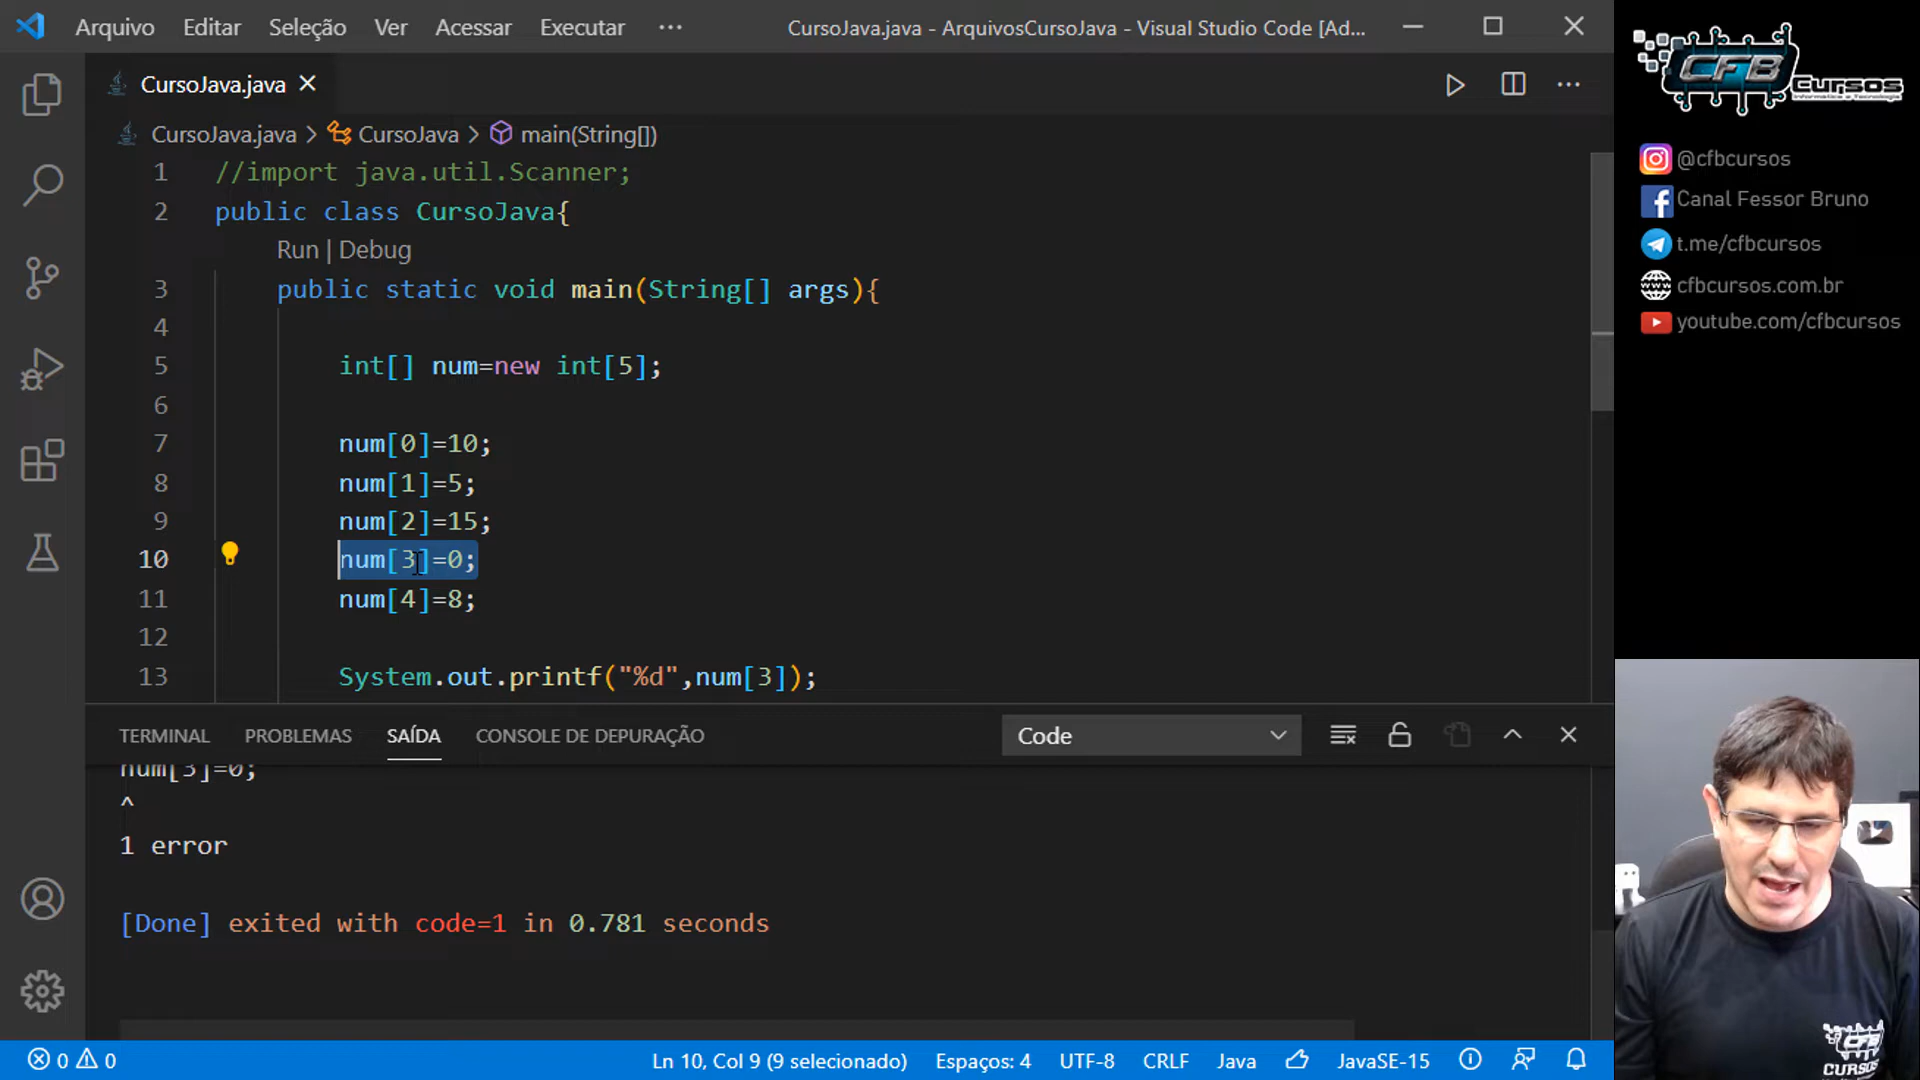 Arquivo Editar Seleção Ver Acessar Executar ··· CursoJava.java - ArquivosCursoJava - Visual Studio Code [Ad...
CursoJava.java
CursoJava.java > CursoJava > main(String[])
1 //import java.util.Scanner;
2 public class CursoJava{
Run | Debug
3 public static void main(String[] args){
4
5 int[] num=new int[5];
6
7 num[0]=10;
8 num[1]=5;
9 num[2]=15;
10 num[3]=0;
11 num[4]=8;
12
13 System.out.printf("%d",num[3]);
TERMINAL PROBLEMAS SAÍDA CONSOLE DE DEPURAÇÃO Code
num[3]=0;
^
1 error
[Done] exited with code=1 in 0.781 seconds
0 0 Ln 10, Col 9 (9 selecionado) Espaços: 4 UTF-8 CRLF Java JavaSE-15
CFB Cursos
@cfbcursos
Canal Fessor Bruno
t.me/cfbcursos
cfbcursos.com.br
youtube.com/cfbcursos
CFB
CURSOS